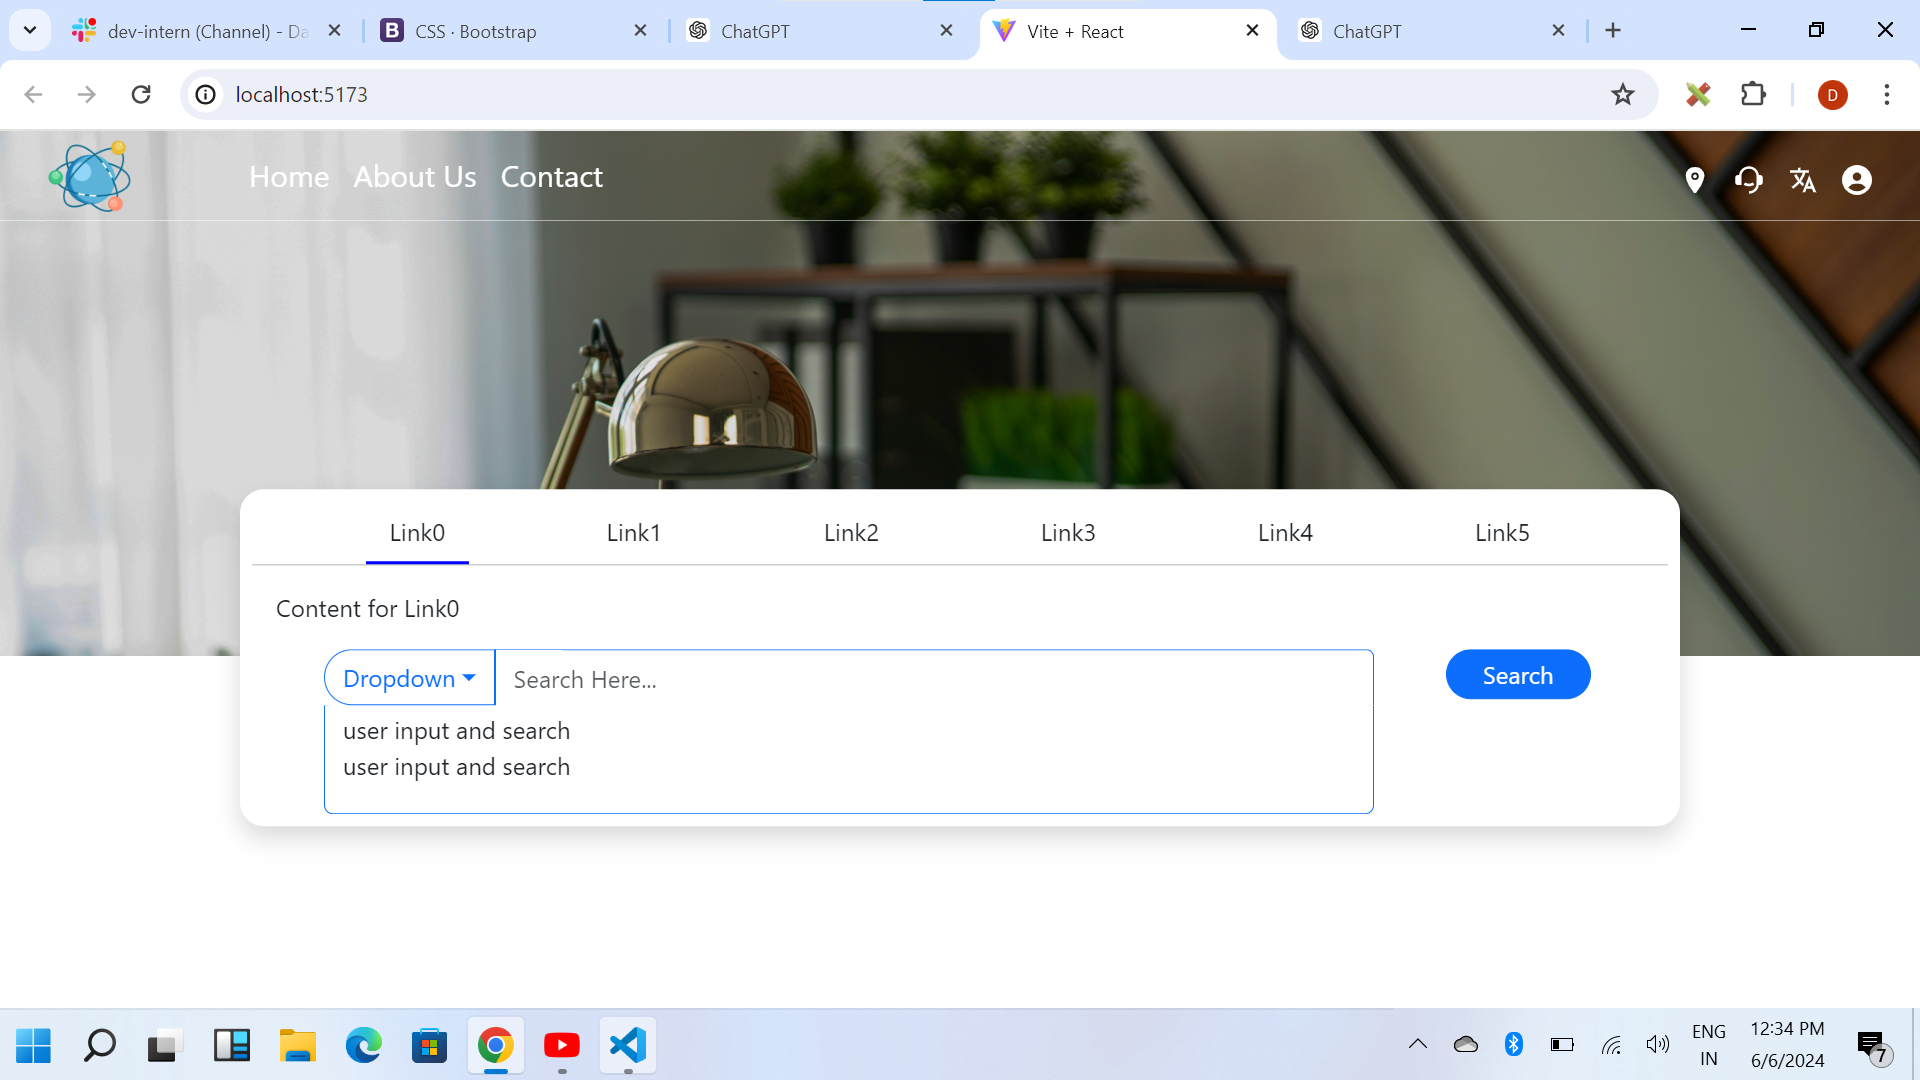 dev-intern (Channel) - Da
CSS · Bootstrap
ChatGPT
Vite + React
ChatGPT
localhost:5173
D
Home About Us Contact
Link0 Link1 Link2 Link3 Link4 Link5
Content for Link0
Dropdown Search Here... Search
user input and search
user input and search
ENG
IN
12:34 PM
6/6/2024
7